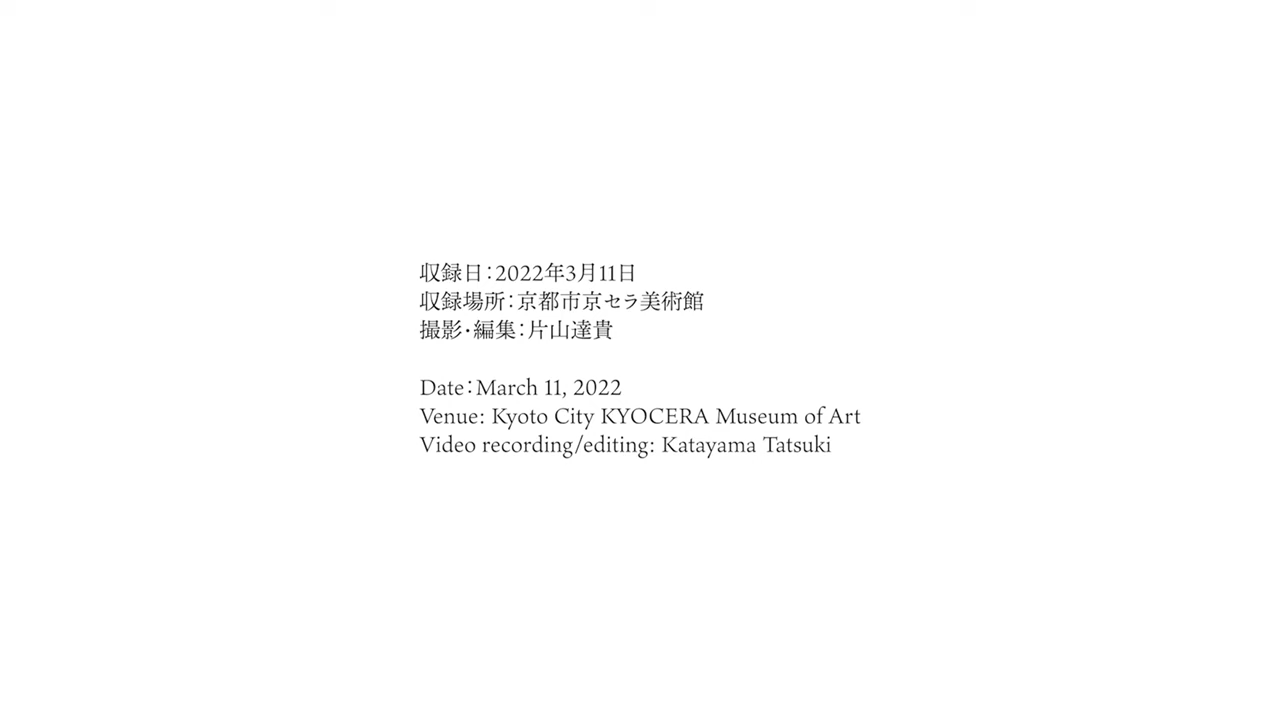 収録日：2022年3月11日
収録場所：京都市京セラ美術館
撮影・編集：片山達貴
Date：March 11, 2022
Venue: Kyoto City KYOCERA Museum of Art
Video recording/editing: Katayama Tatsuki